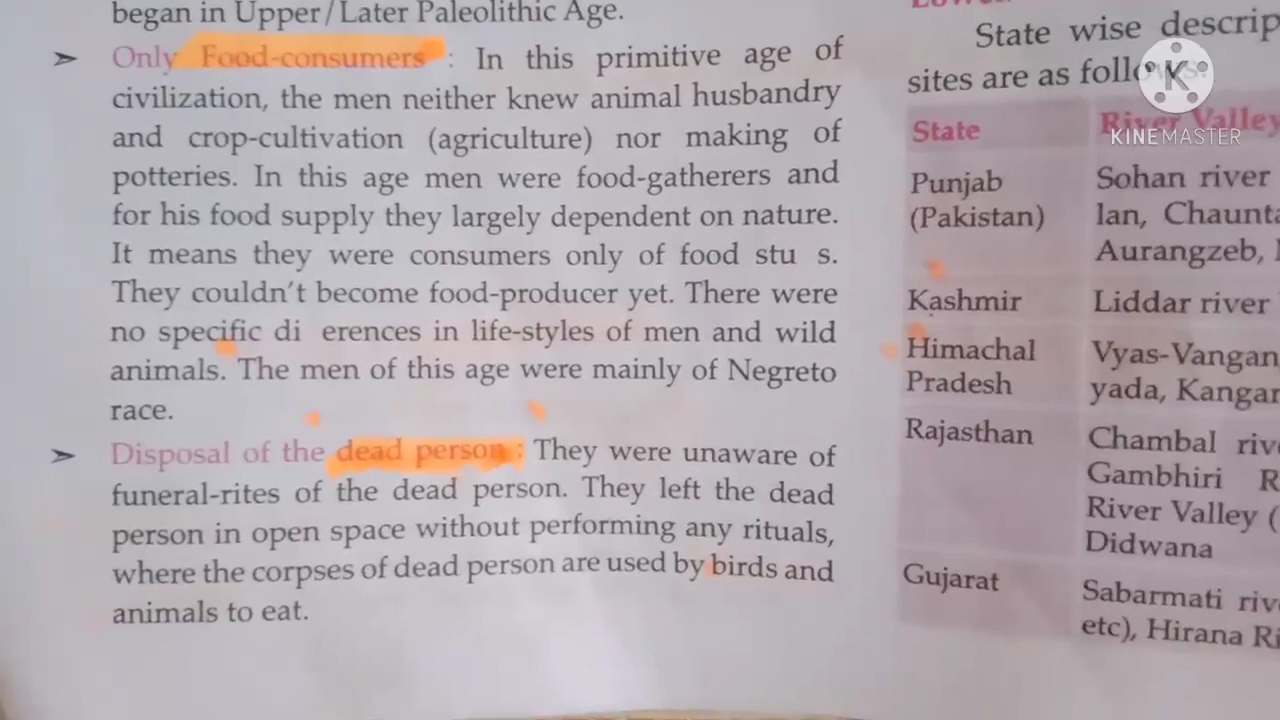 began in Upper/Later Paleolithic Age.
➢ Only Food-consumers : In this primitive age of
civilization, the men neither knew animal husbandry
and crop-cultivation (agriculture) nor making of
potteries. In this age men were food-gatherers and
for his food supply they largely dependent on nature.
It means they were consumers only of food stu s.
They couldn't become food-producer yet. There were
no specific di erences in life-styles of men and wild
animals. The men of this age were mainly of Negreto
race.
➢ Disposal of the dead person : They were unaware of
funeral-rites of the dead person. They left the dead
person in open space without performing any rituals,
where the corpses of dead person are used by birds and
animals to eat.
State wise descrip
sites are as follows:
KINEMASTER
State River Valley
Punjab Sohan river
(Pakistan) lan, Chaunta
Aurangzeb,
Kashmir Liddar river
Himachal Vyas-Vangan
Pradesh yada, Kangar
Rajasthan Chambal riv
Gambhiri R
River Valley (
Didwana
Gujarat Sabarmati riv
etc), Hirana Ri